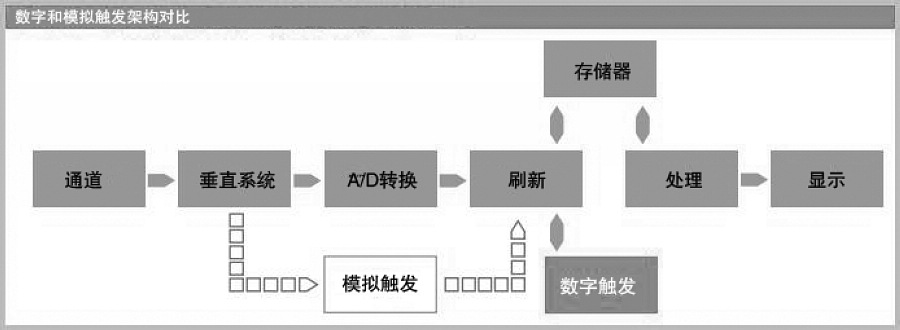 数字和模拟触发架构对比
存储器
通道
垂直系统
A/D转换
刷新
处理
显示
模拟触发
数字触发